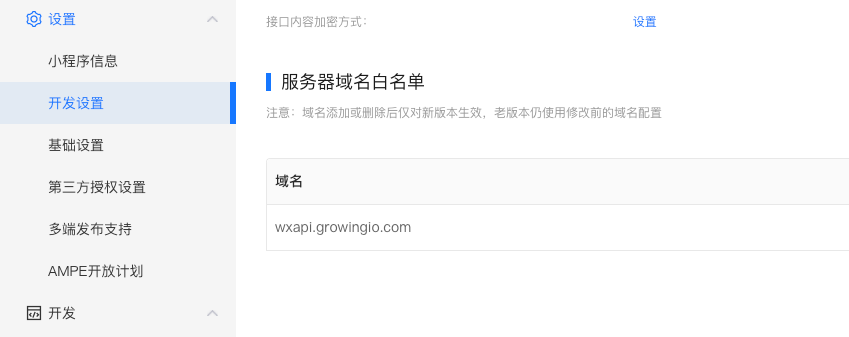 设置
小程序信息
开发设置
基础设置
第三方授权设置
多端发布支持
AMPE开放计划
开发
接口内容加密方式：
设置
服务器域名白名单
注意：域名添加或删除后仅对新版本生效，老版本仍使用修改前的域名配置
域名
wxapi.growingio.com